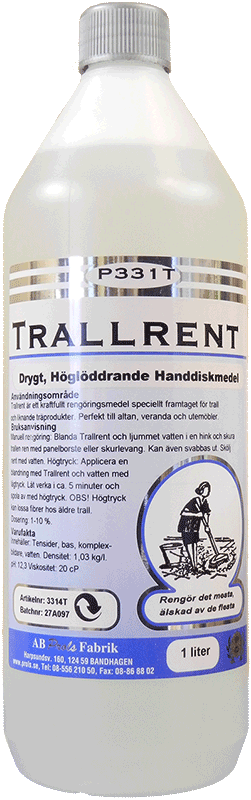 P331T
TRALLRENT
Drygt, Höglöddrande Handdiskmedel
Användningsområde
Trallrent är ett kraftfullt rengöringsmedel speciellt framtaget för trall
och liknande träprodukter. Perfekt till altan, veranda och utemöbler.
Bruksanvisning
Manuell rengöring: Blanda Trallrent och ljummet vatten i en hink och skura
trallen ren med panelborste eller skurlevang. Kan även svabbas ut. Skölj
rent med vatten. Högtryck: Applicera en
blandning med Trallrent och vatten med
lågtryck. Låt verka i ca. 5 minuter och
spola av med högtryck. OBS! Högtryck
kan lossa fibrer hos äldre trall.
Dosering: 1-10 %.
Varufakta
Innehåller: Tensider, bas, komplex-
bildare, vatten. Densitet: 1,03 kg/l.
pH: 12,3 Viskositet: 20 cP
Artikelnr: 3314T
Batchnr: 27A097
Rengör det mesta,
älskad av de flesta
AB Prols Fabrik
Harpsundsv. 160, 124 59 BANDHAGEN
www.prols.se, Tel: 08-556 210 50, Fax: 08-86 88 02
1 liter